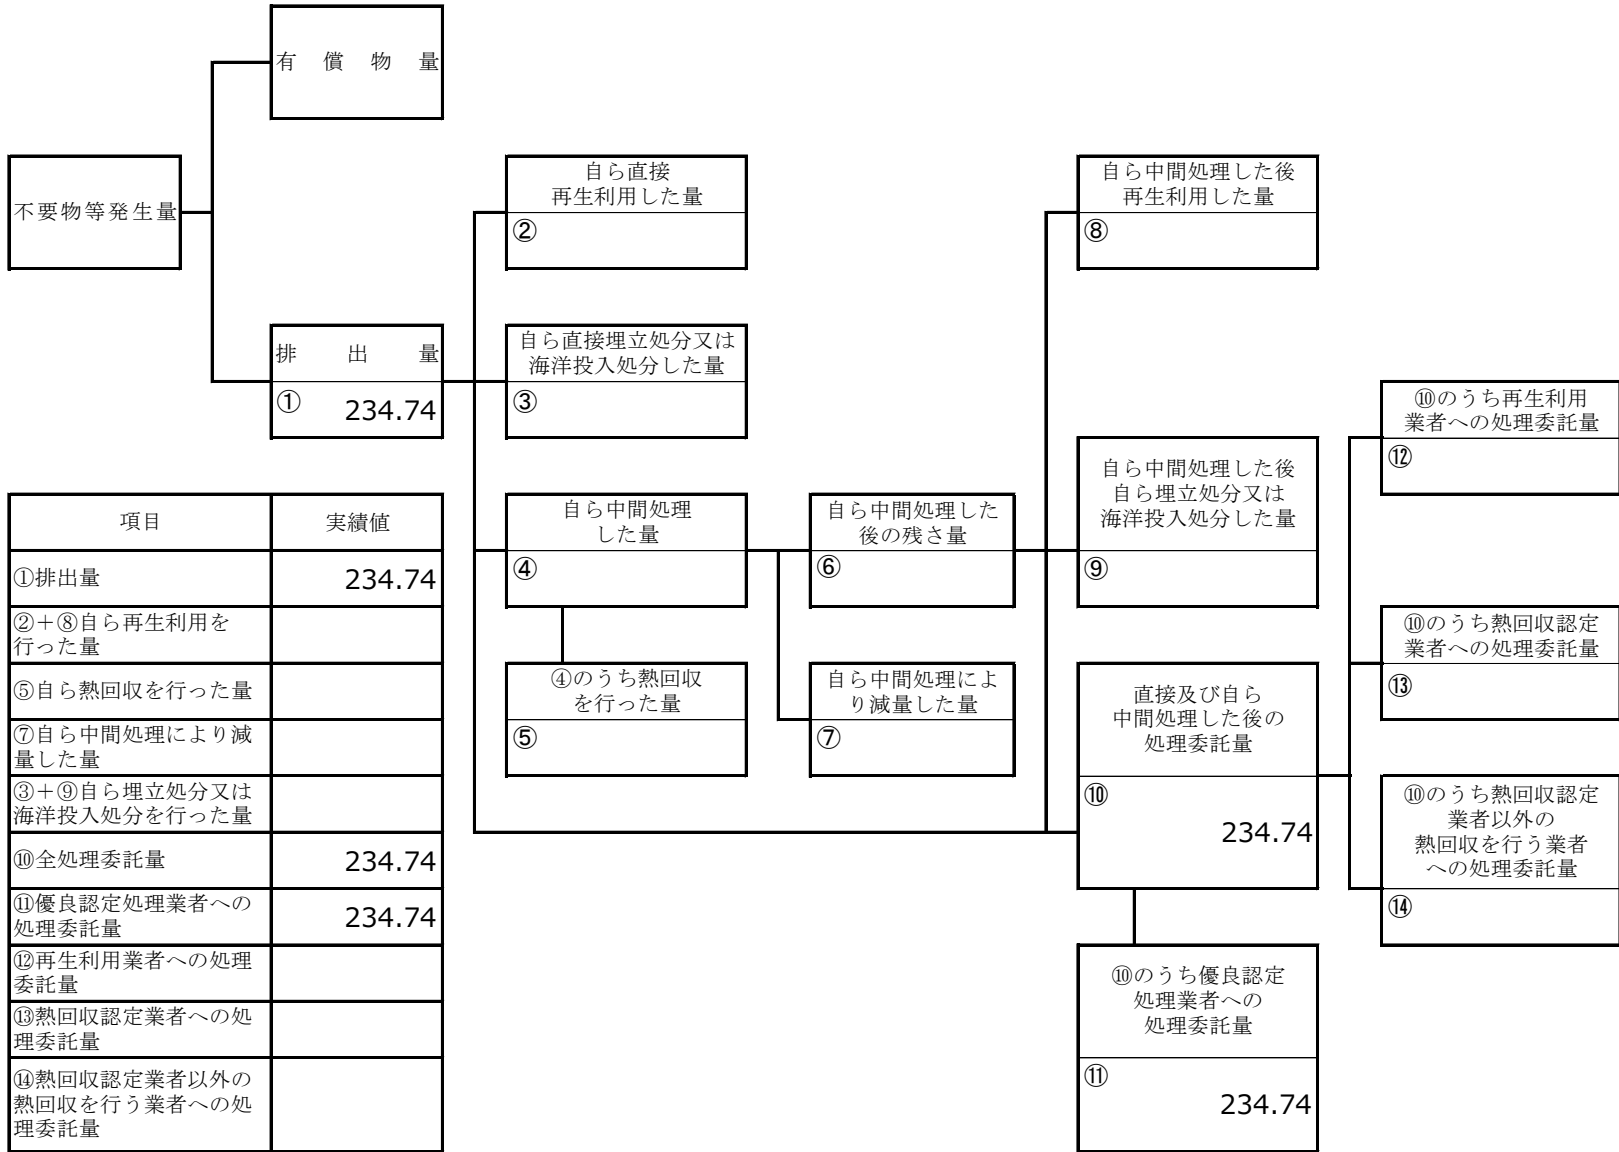 有償物量
不要物等発生量
自ら直接
再生利用した量
②
自ら中間処理した後
再生利用した量
⑧
排出量
① 234.74
自ら直接埋立処分又は
海洋投入処分した量
③
⑩のうち再生利用
業者への処理委託量
⑫
自ら中間処理した後
自ら埋立処分又は
海洋投入処分した量
⑨
自ら中間処理
した量
④
自ら中間処理した
後の残さ量
⑥
⑩のうち熱回収認定
業者への処理委託量
⑬
④のうち熱回収
を行った量
⑤
自ら中間処理によ
り減量した量
⑦
直接及び自ら
中間処理した後の
処理委託量
⑩
234.74
⑩のうち熱回収認定
業者以外の
熱回収を行う業者
への処理委託量
⑭
⑩のうち優良認定
処理業者への
処理委託量
⑪
234.74
項目 実績値
①排出量 234.74
②+⑧自ら再生利用を
行った量
⑤自ら熱回収を行った量
⑦自ら中間処理により減
量した量
③+⑨自ら埋立処分又は
海洋投入処分を行った量
⑩全処理委託量 234.74
⑪優良認定処理業者への
処理委託量 234.74
⑫再生利用業者への処理
委託量
⑬熱回収認定業者への処
理委託量
⑭熱回収認定業者以外の
熱回収を行う業者への処
理委託量